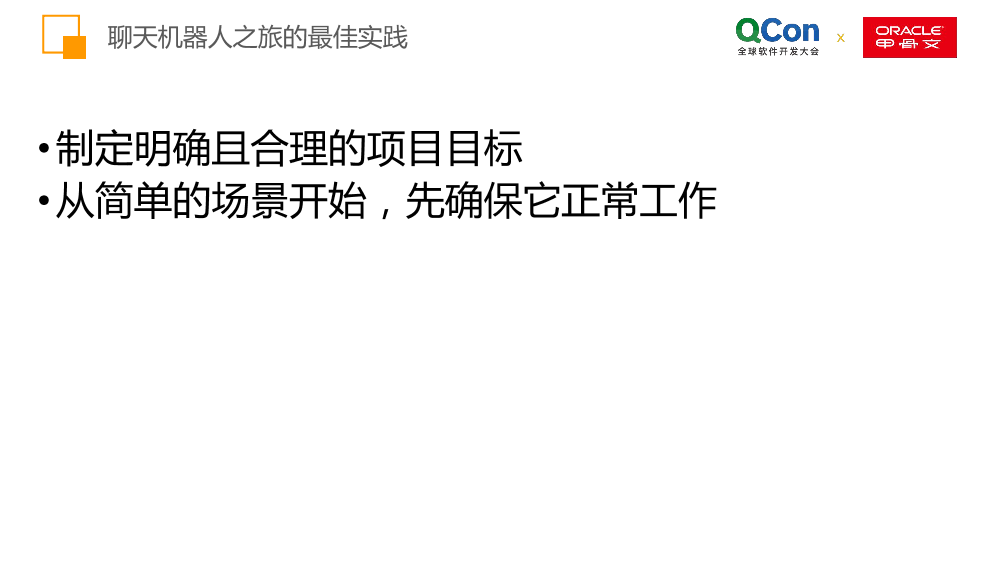 聊天机器人之旅的最佳实践
QCon
全球软件开发大会
x
ORACLE
甲骨文
•制定明确且合理的项目目标
•从简单的场景开始，先确保它正常工作